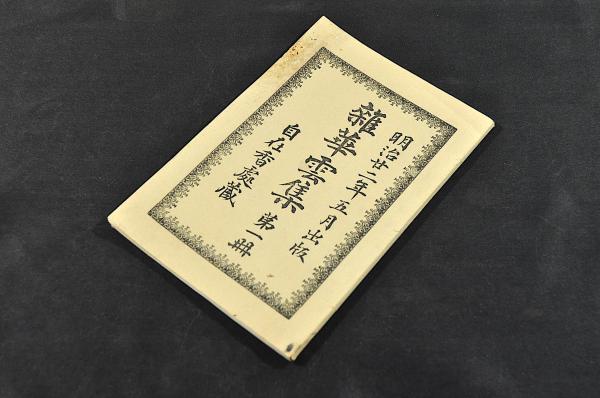 明治廿二年五月出版
雜華雲集 第一冊
自在香處蔵